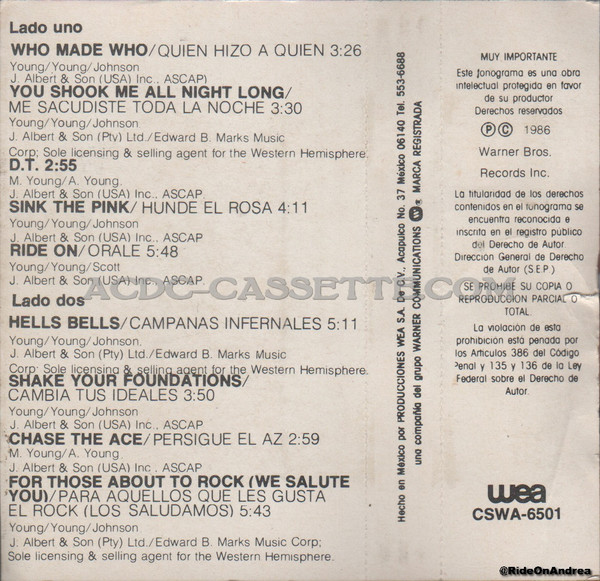 Lado uno
WHO MADE WHO/QUIEN HIZO A QUIEN 3:26
Young/Young/Johnson
J. Albert & Son (USA) Inc., ASCAP)
YOU SHOOK ME ALL NIGHT LONG/
ME SACUDISTE TODA LA NOCHE 3:30
Young/Young/Johnson
J. Albert & Son (Pty) Ltd./Edward B. Marks Music
Corp; Sole licensing & selling agent for the Western Hemisphere.
D.T. 2:55
M. Young/A. Young.
J. Albert & Son (USA) Inc., ASCAP.
SINK THE PINK/HUNDE EL ROSA 4:11
Young/Young/Johnson
J. Albert & Son (USA) Inc., ASCAP.
RIDE ON/ORALE 5:48
Young/Young/Scott
J. Albert & Son (USA) Inc., ASCAP.
Lado dos
HELLS BELLS/CAMPANAS INFERNALES 5:11
Young/Young/Johnson.
J. Albert & Son (Pty) Ltd./Edward B. Marks Music
Corp: Sole licensing & selling agent for the Western Hemisphere.
SHAKE YOUR FOUNDATIONS/
CAMBIA TUS IDEALES 3:50
Young/Young/Johnson
J. Albert & Son (USA) Inc., ASCAP.
CHASE THE ACE/PERSIGUE EL AZ 2:59
M. Young/A. Young.
J. Albert & Son (USA) Inc., ASCAP
FOR THOSE ABOUT TO ROCK (WE SALUTE
YOU)/PARA AQUELLOS QUE LES GUSTA
EL ROCK (LOS SALUDAMOS) 5:43
Young/Young/Johnson
J. Albert & Son (Pty) Ltd./Edward B. Marks Music Corp;
Sole licensing & selling agent for the Western Hemisphere.
Hecho en México por PRODUCCIONES WEA S.A. De C.V., Acapulco No. 37 México 06140 Tel. 553-6688
una compañía del grupo WARNER COMMUNICATIONS W ® MARCA REGISTRADA
MUY IMPORTANTE
Este fonograma es una obra
intelectual protegida en favor
de su productor
Derechos reservados
Ⓟ © 1986
Warner Bros.
Records Inc.
La titularidad de los derechos
contenidos en el fonograma se
encuentra reconocida e
inscrita en el registro público
del Derecho de Autor.
Dirección General de Derecho
de Autor (S E P)
SE PROHIBE SU COPIA O
REPRODUCCION PARCIAL O
TOTAL
La violación de esta
prohibición está penada por
los Articulos 386 del Código
Penal y 135 y 136 de la Ley
Federal sobre el Derecho de
Autor
wea
CSWA-6501
ACDC-CASSETTE.COM
@RideOnAndrea